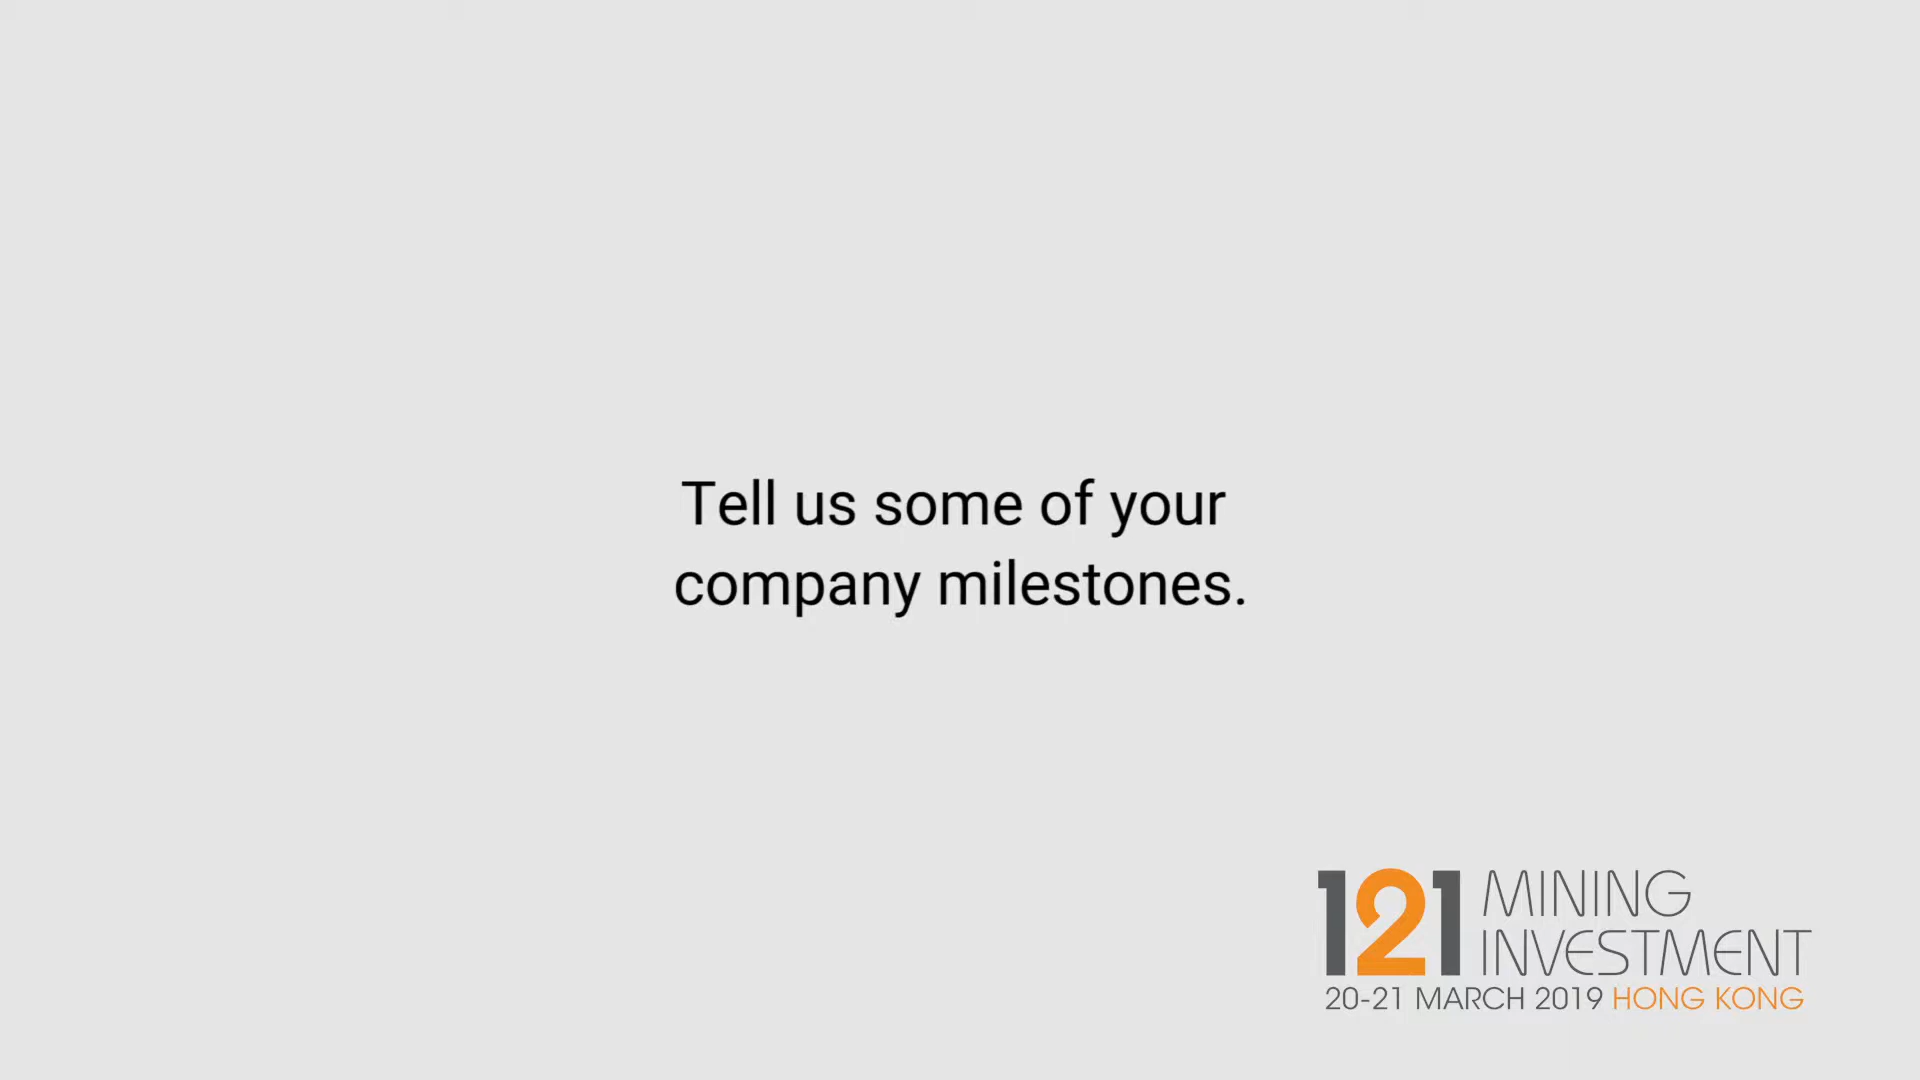 Tell us some of your
company milestones.
121 MINING
INVESTMENT
20-21 MARCH 2019 HONG KONG